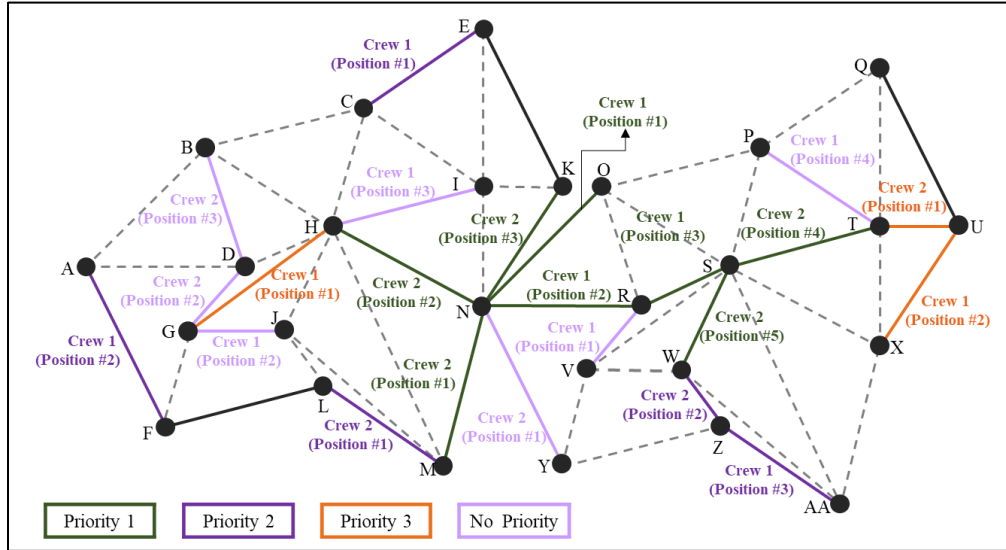 E
Crew 1
(Position #1)
Q
C
Crew 1
(Position #1)
B
P
Crew 1
(Position #4)
Crew 1
(Position #3)
I
K
O
Crew 2
(Position #3)
Crew 2
(Position #1)
Crew 2
(Position #3)
Crew 1
(Position #3)
Crew 2
(Position #4)
H
T
U
A
D
S
Crew 2
(Position #2)
Crew 1
(Position #1)
Crew 2
(Position #2)
Crew 1
(Position #2)
N
R
Crew 1
(Position #2)
G
J
Crew 1
(Position #2)
Crew 1
(Position #2)
Crew 1
(Position #1)
Crew 2
(Position #5)
X
V
W
Crew 2
(Position #1)
L
Crew 2
(Position #2)
F
Crew 2
(Position #1)
Crew 2
(Position #1)
Z
M
Y
Crew 1
(Position #3)
AA
Priority 1
Priority 2
Priority 3
No Priority